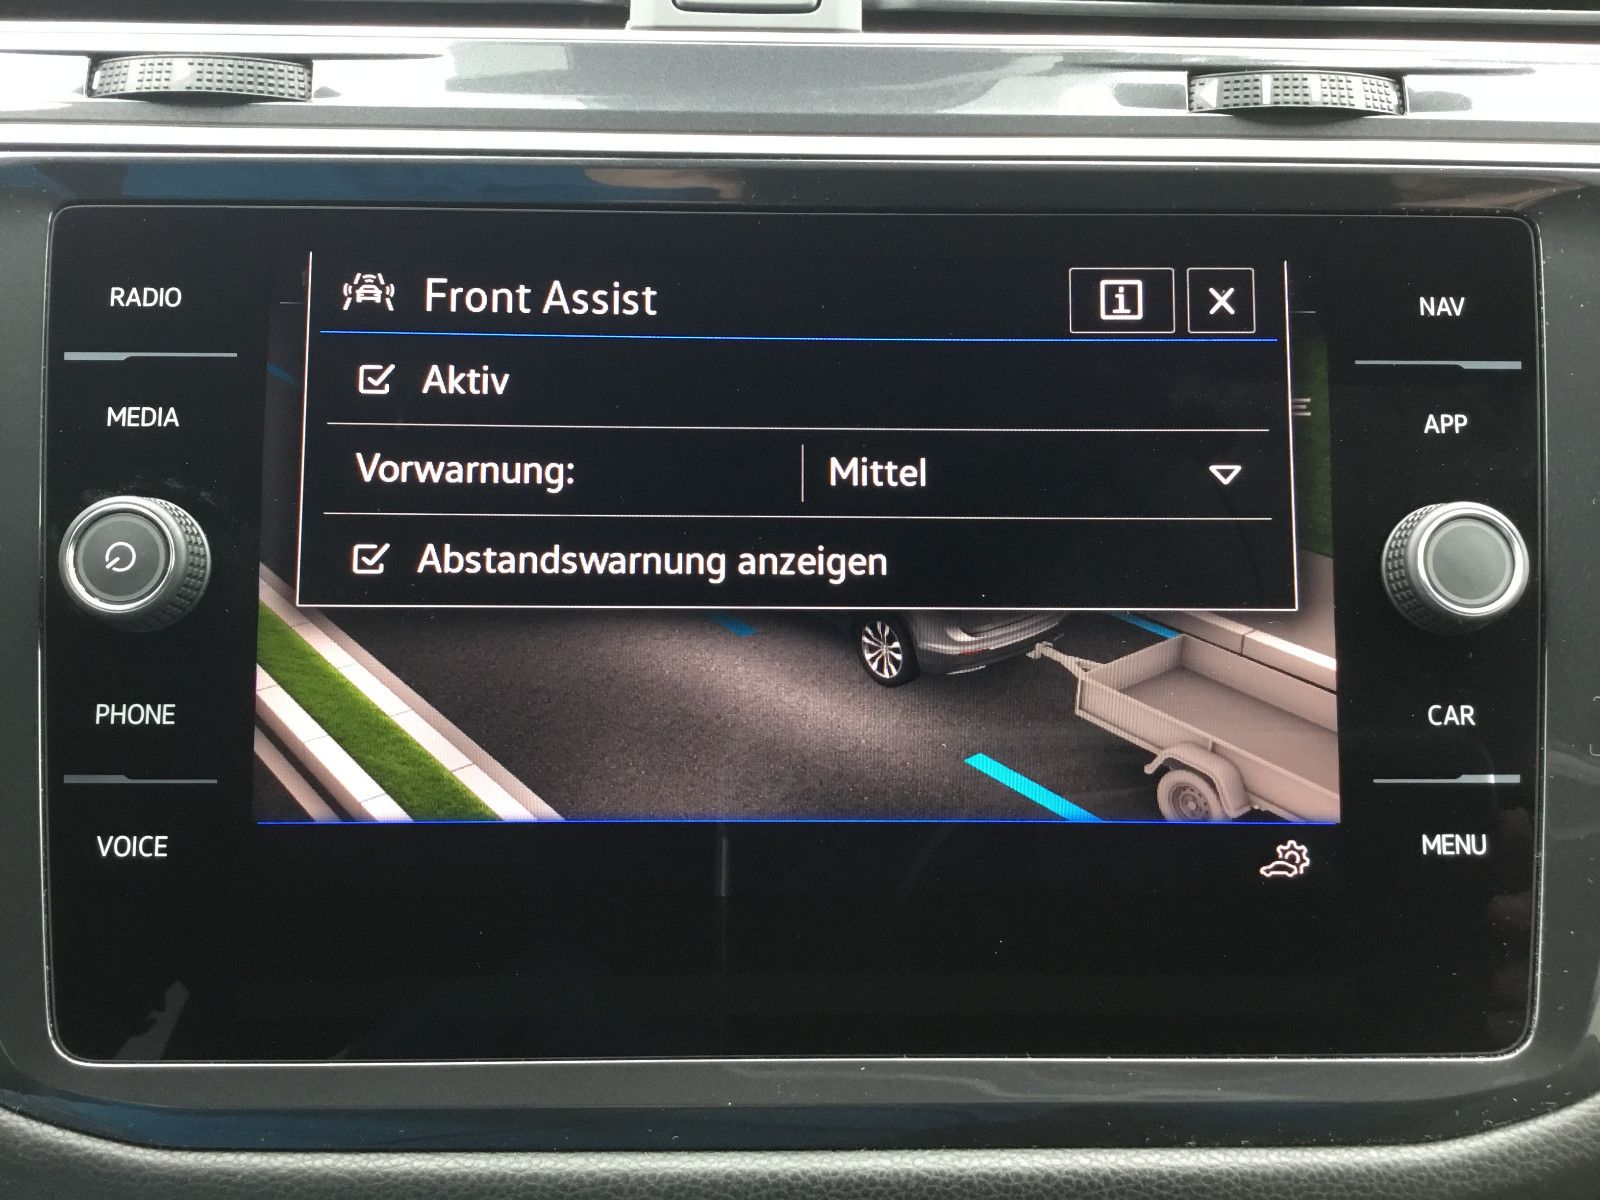 RADIO
MEDIA
PHONE
VOICE
Front Assist
i
Aktiv
Vorwarnung: Mittel
Abstandswarnung anzeigen
NAV
APP
CAR
MENU